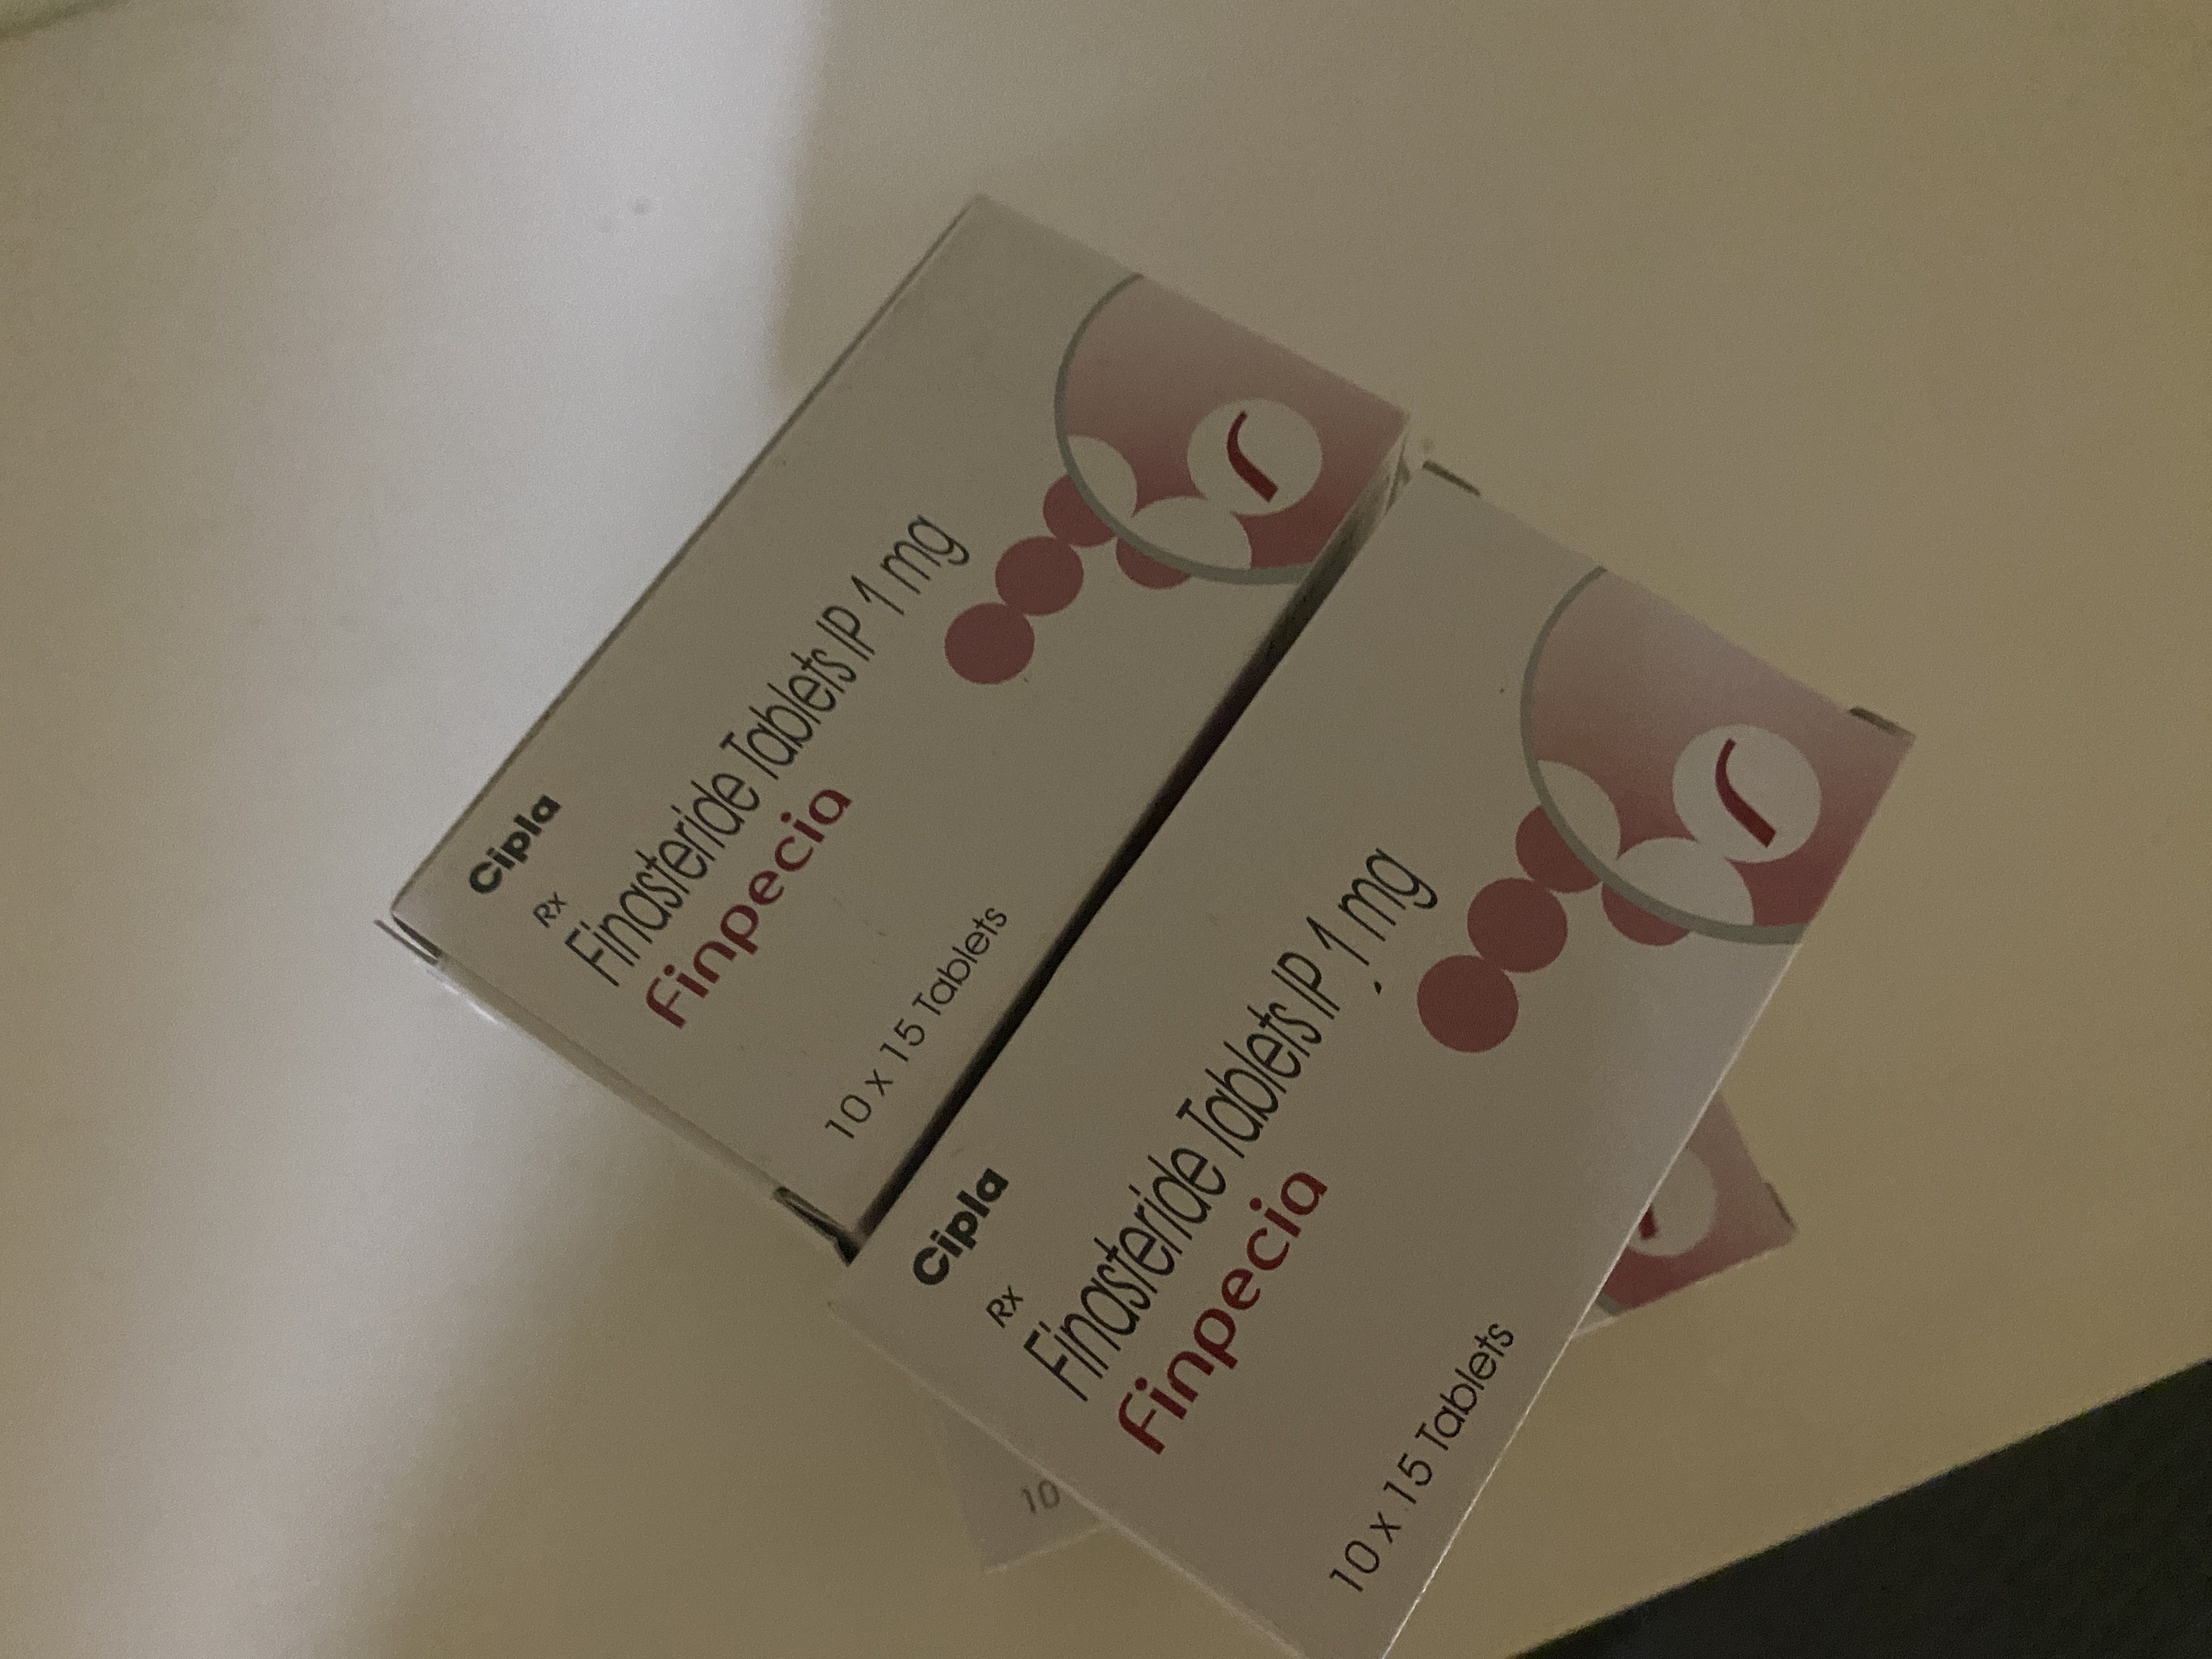 Cipla
Rx
Finasteride Tablets IP 1 mg
Finpecia
10 x 15 Tablets
Cipla
Rx
Finasteride Tablets IP 1 mg
Finpecia
10 x 15 Tablets
10